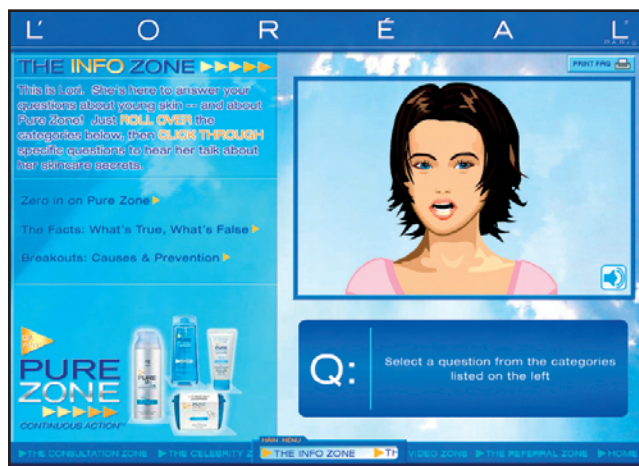 L' O R É A L
PARIS
THE INFO ZONE
PRINT FAQ
This is Lori. She's here to answer your
questions about young skin -- and about
Pure Zone! Just ROLL OVER the
categories below, then CLICK THROUGH
specific questions to hear her talk about
her skincare secrets.
Zero in on Pure Zone
The Facts: What's True, What's False
Breakouts: Causes & Prevention
PURE
ZONE
CONTINUOUS ACTION™
PURE
Q:
Select a question from the categories
listed on the left
MAIN MENU
THE CONSULTATION ZONE THE CELEBRITY Z THE INFO ZONE TH VIDEO ZONE THE REFERRAL ZONE HOME